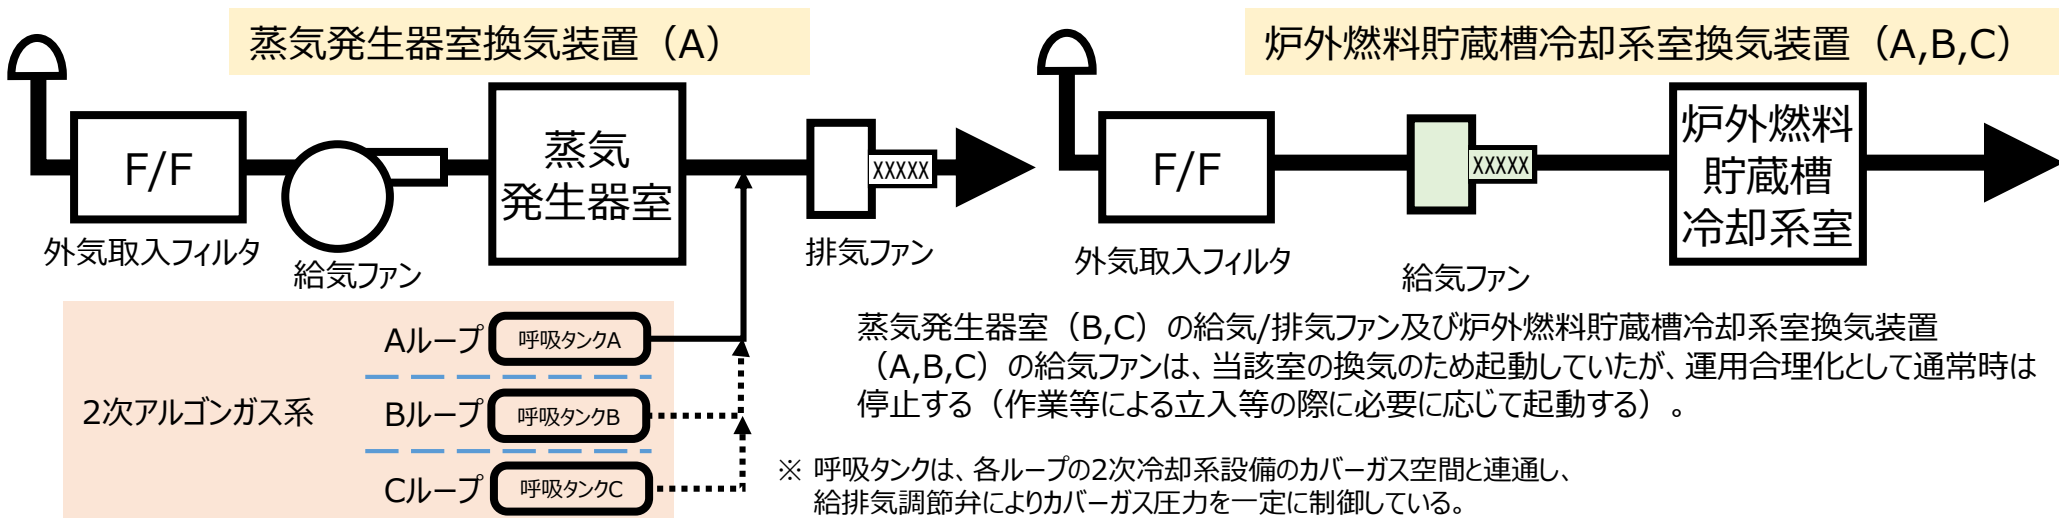 蒸気発生器室換気装置（A）
F/F
外気取入フィルタ
給気ファン
蒸気
発生器室
XXXXX
排気ファン
2次アルゴンガス系
Aループ
呼吸タンクA
Bループ
呼吸タンクB
Cループ
呼吸タンクC
炉外燃料貯蔵槽冷却系室換気装置（A,B,C）
F/F
外気取入フィルタ
XXXXX
給気ファン
炉外燃料
貯蔵槽
冷却系室
蒸気発生器室（B,C）の給気/排気ファン及び炉外燃料貯蔵槽冷却系室換気装置
（A,B,C）の給気ファンは、当該室の換気のため起動していたが、運用合理化として通常時は
停止する（作業等による立入等の際に必要に応じて起動する）。
※ 呼吸タンクは、各ループの2次冷却系設備のカバーガス空間と連通し、
給排気調節弁によりカバーガス圧力を一定に制御している。